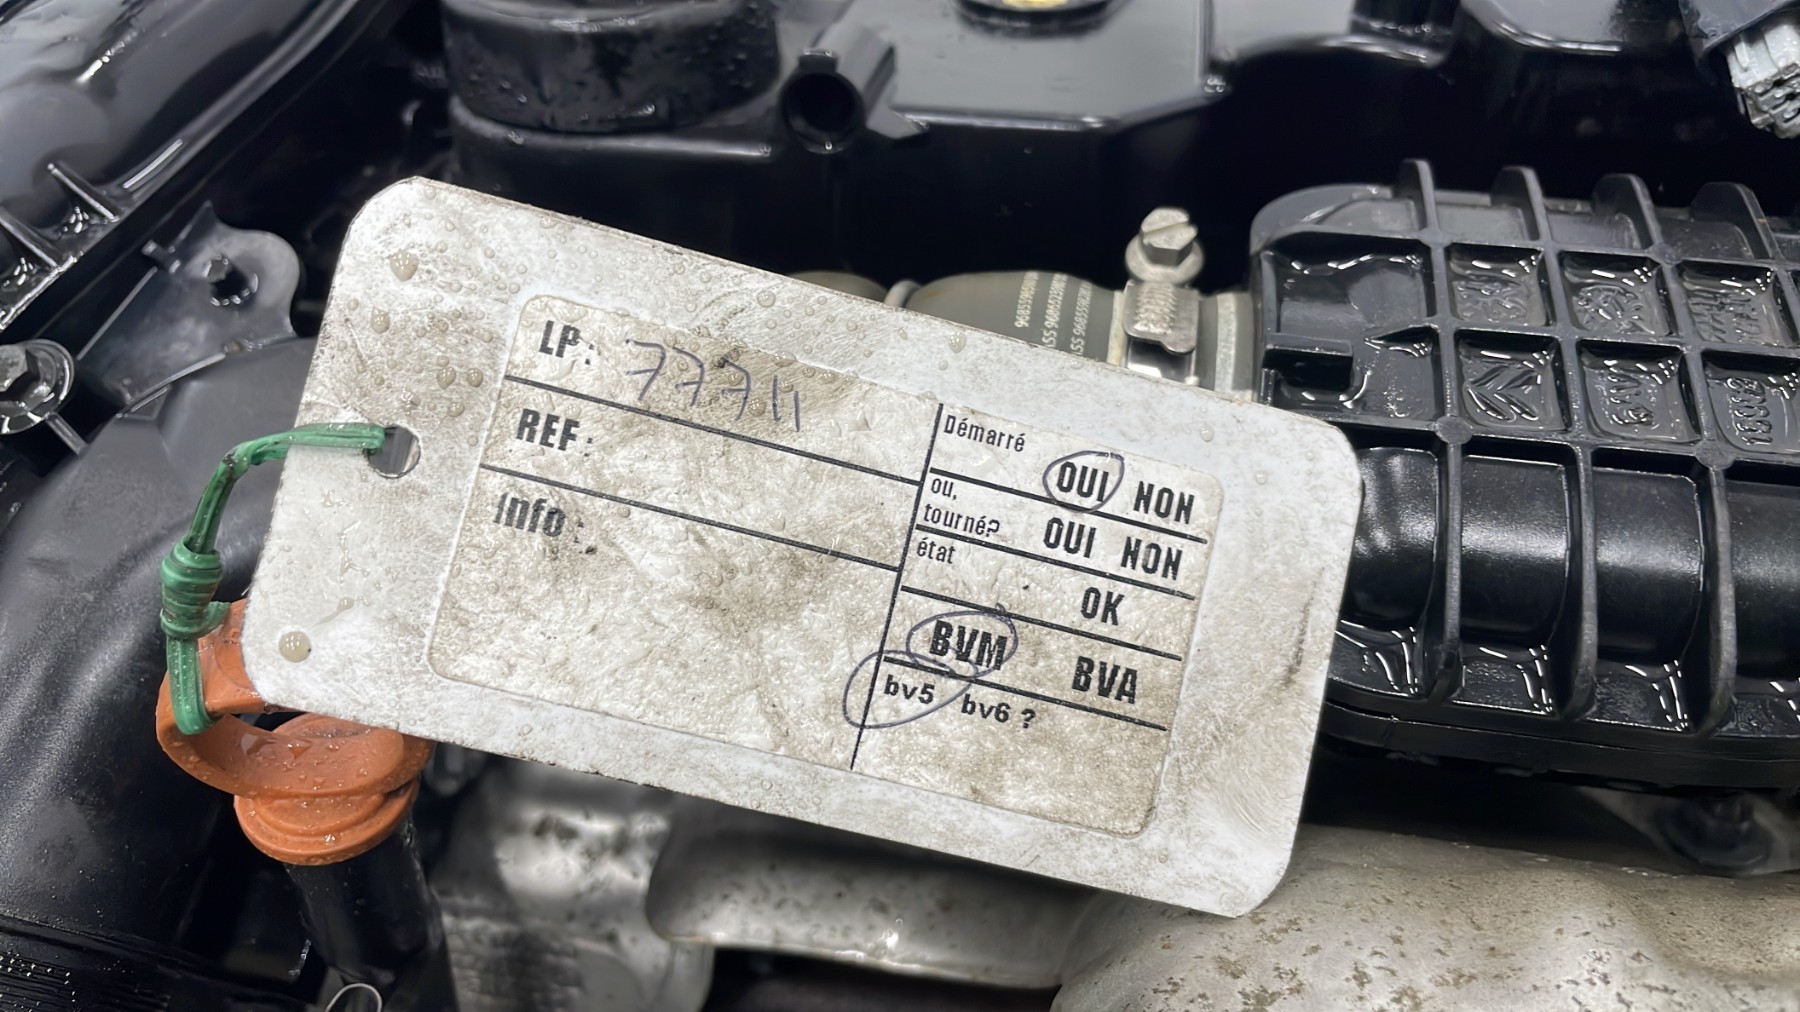 LP: 77711
REF:
Info:
Démarré
OUI NON
ou,
tourné? OUI NON
état
OK
BVM BVA
bv5 bv6 ?